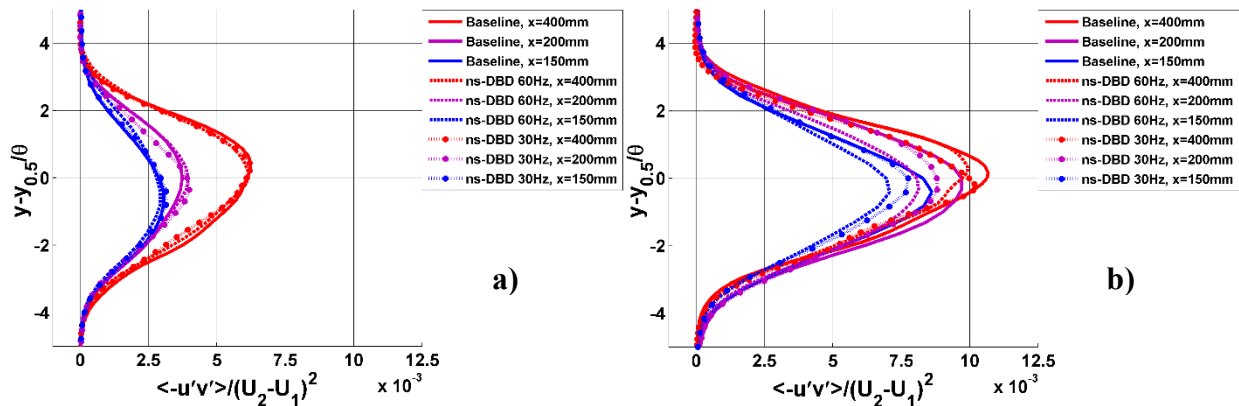 Baseline, x=400mm
Baseline, x=200mm
Baseline, x=150mm
ns-DBD 60Hz, x=400mm
ns-DBD 60Hz, x=200mm
ns-DBD 60Hz, x=150mm
ns-DBD 30Hz, x=400mm
ns-DBD 30Hz, x=200mm
ns-DBD 30Hz, x=150mm
4
2
0.0
-2
-4
y-y0.5/θ
0 2.5 5 7.5 10 12.5
x 10-3
<-u'v'>/(U2-U1)2
a)
Baseline, x=400mm
Baseline, x=200mm
Baseline, x=150mm
ns-DBD 60Hz, x=400mm
ns-DBD 60Hz, x=200mm
ns-DBD 60Hz, x=150mm
ns-DBD 30Hz, x=400mm
ns-DBD 30Hz, x=200mm
ns-DBD 30Hz, x=150mm
4
2
0.0
-2
-4
y-y0.5/θ
0 2.5 5 7.5 10 12.5
x 10-3
<-u'v'>/(U2-U1)2
b)